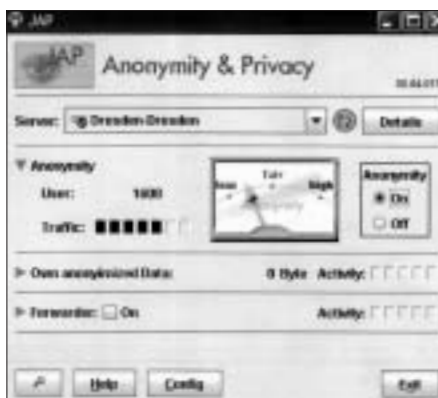 JAP
JAP
Anonymity & Privacy
Server: Dresden-Dresden
Details
Anonymity
User: 1600
Traffic:
low
Fair
high
Anonymity
On
Off
Own anonymized Data: 0 Byte Activity:
Forwarder: On Activity:
Help
Config
Exit